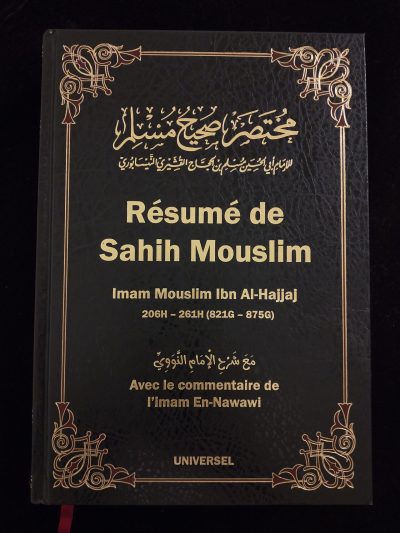 مختصر صحيح مسلم
للإمام أبي الحسين مسلم بن الحجاج القشيري النيسابوري
Résumé de
Sahih Mouslim
Imam Mouslim Ibn Al-Hajjaj
206H – 261H (821G – 875G)
مع شرح الإمام النووي
Avec le commentaire de
l'imam En-Nawawi
UNIVERSEL